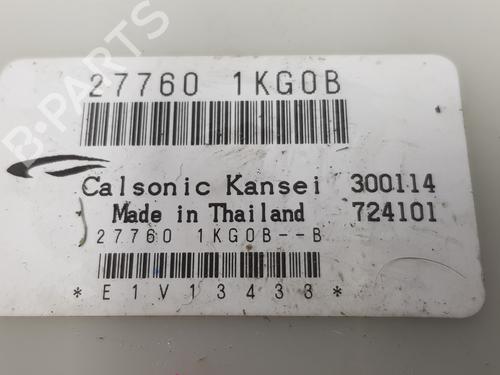 27760 1KG0B
B-PARTS
Calsonic Kansei 300114
Made in Thailand 724101
27760 1KG0B--B
*E1V13438*